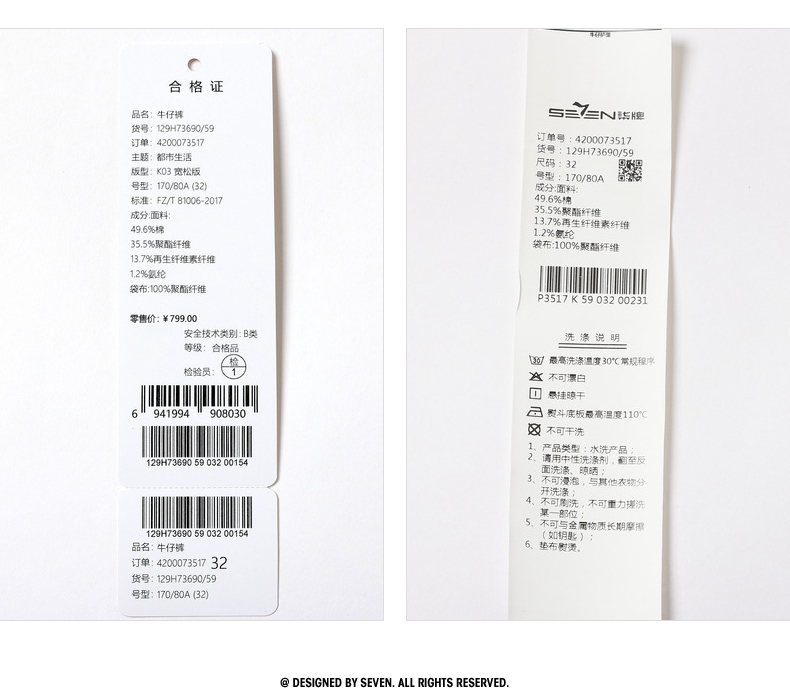 合格证
品名: 牛仔裤
货号: 129H73690/59
订单: 4200073517
主题: 都市生活
版型: K03 宽松版
号型: 170/80A (32)
标准: FZ/T 81006-2017
成分:面料:
49.6%棉
35.5%聚酯纤维
13.7%再生纤维素纤维
1.2%氨纶
袋布:100%聚酯纤维
零售价: ¥799.00
安全技术类别: B类
等级: 合格品
检验员: 检 1
6 941994 908030
129H73690 59 032 00154
129H73690 59 032 00154
品名: 牛仔裤
订单: 4200073517 32
货号: 129H73690/59
号型: 170/80A (32)
SEVEN柒牌
订单号: 4200073517
货号: 129H73690/59
尺码: 32
号型: 170/80A
成分:面料:
49.6%棉
35.5%聚酯纤维
13.7%再生纤维素纤维
1.2%氨纶
袋布:100%聚酯纤维
P3517 K 59 032 00231
洗涤说明
30 最高洗涤温度30℃常规程序
不可漂白
悬挂晾干
熨斗底板最高温度110℃
不可干洗
1、产品类型:水洗产品;
2、请用中性洗涤剂,翻至反
面洗涤、晾晒;
3、不可浸泡,与其他衣物分
开洗涤;
4、不可刷洗,不可重力搓洗
某一部位;
5、不可与金属物质长期摩擦
(如钥匙);
6、垫布熨烫。
@ DESIGNED BY SEVEN. ALL RIGHTS RESERVED.